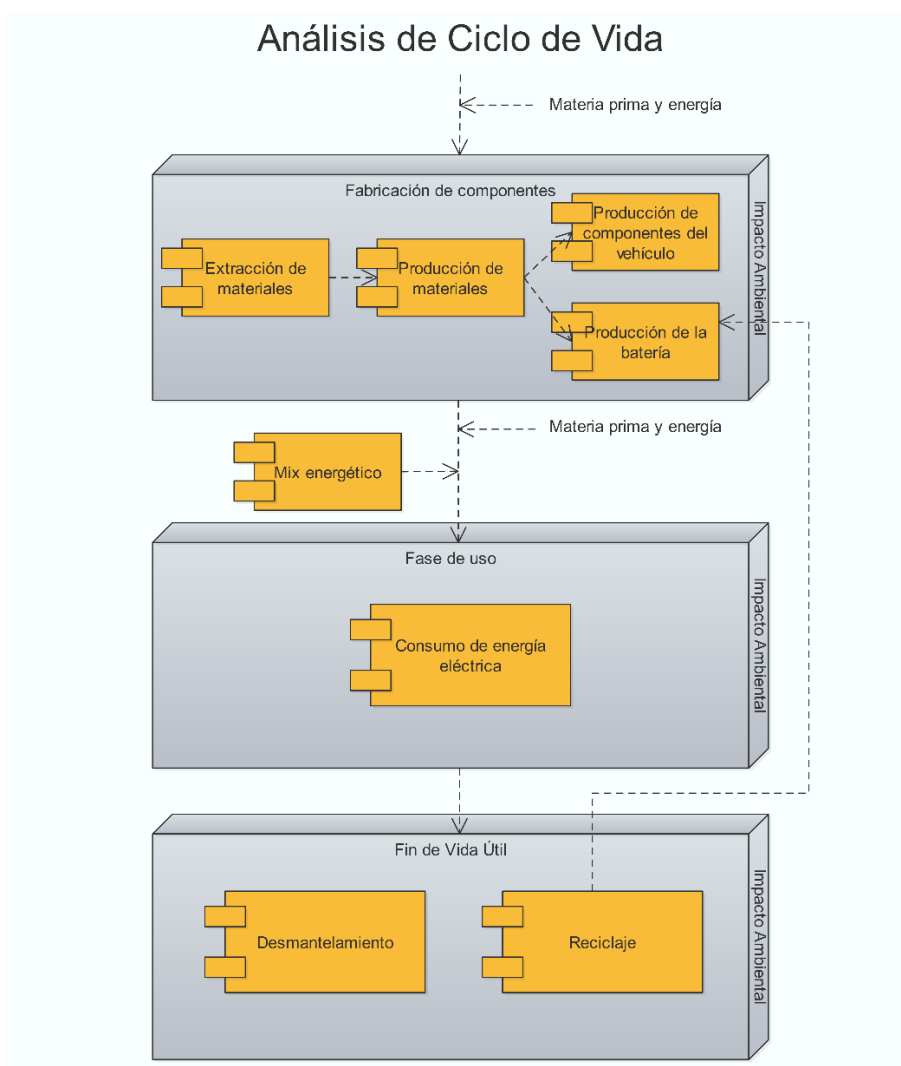 Análisis de Ciclo de Vida
Materia prima y energía
Fabricación de componentes
Impacto Ambiental
Producción de
componentes del
vehículo
Extracción de
materiales
Producción de
materiales
Producción de la
batería
Materia prima y energía
Mix energético
Fase de uso
Impacto Ambiental
Consumo de energía
eléctrica
Fin de Vida Útil
Impacto Ambiental
Desmantelamiento
Reciclaje